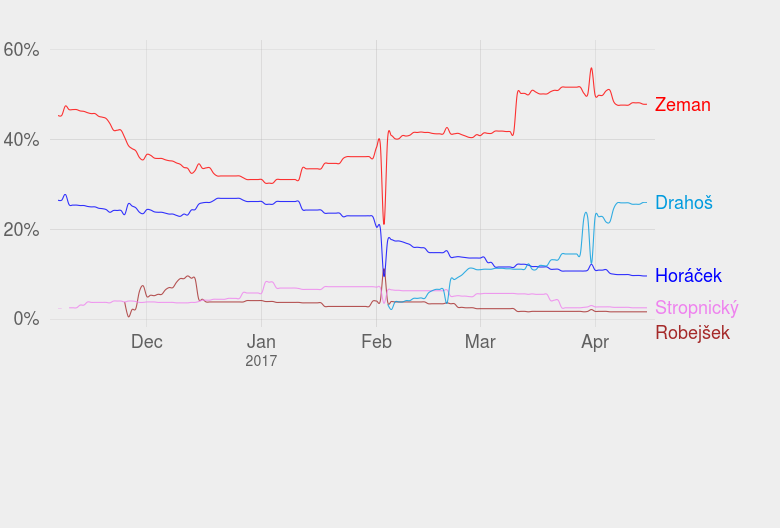 60%
40%
20%
0%
Zeman
Drahoš
Horáček
Stropnický
Robejšek
Dec Jan Feb Mar Apr
2017